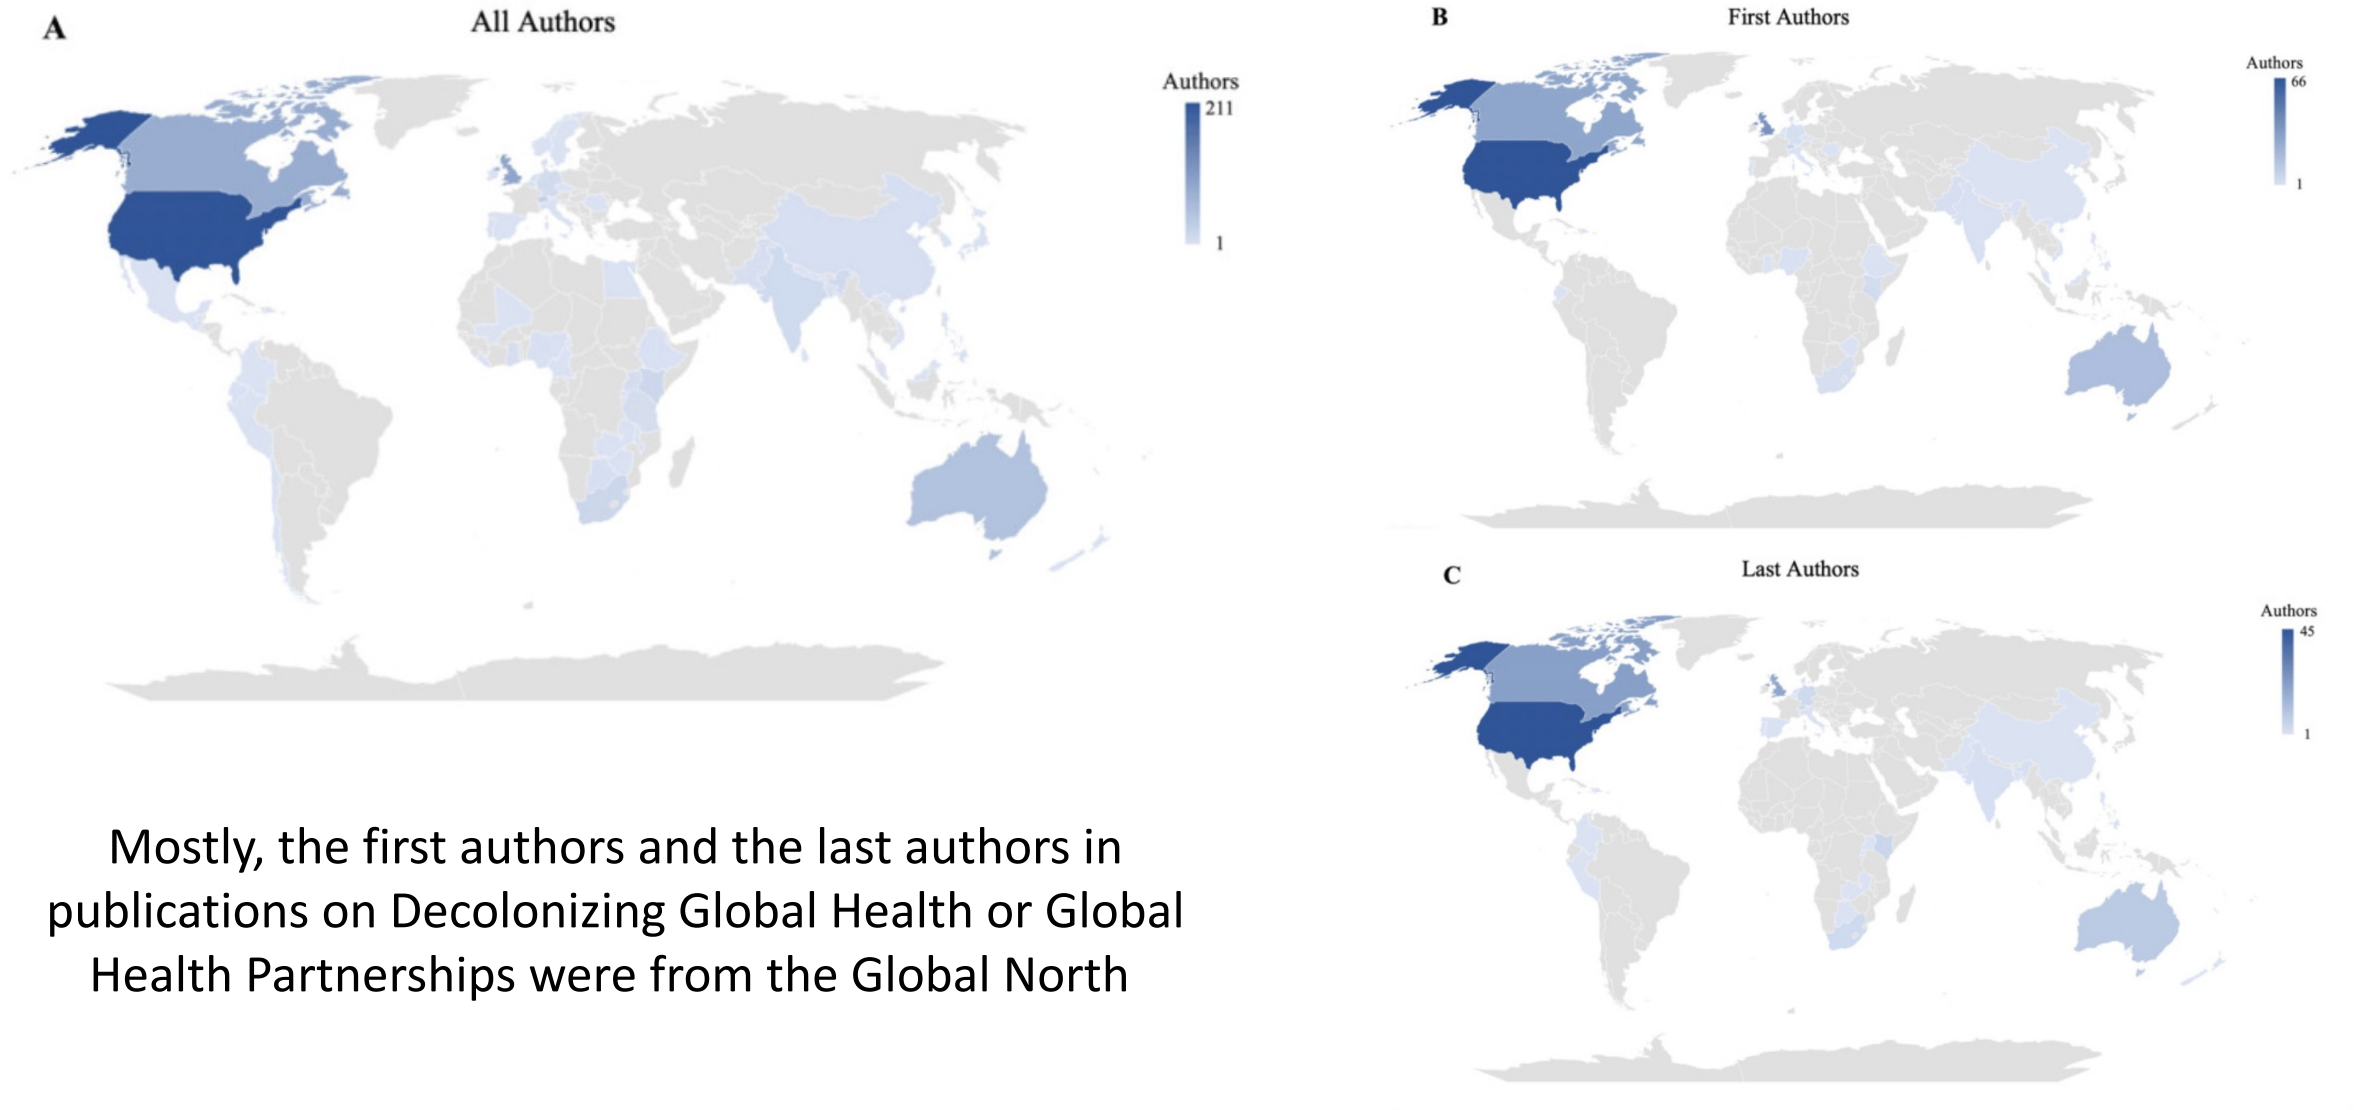 A
All Authors
Authors
211
1
B
First Authors
Authors
66
1
C
Last Authors
Authors
45
1
Mostly, the first authors and the last authors in
publications on Decolonizing Global Health or Global
Health Partnerships were from the Global North